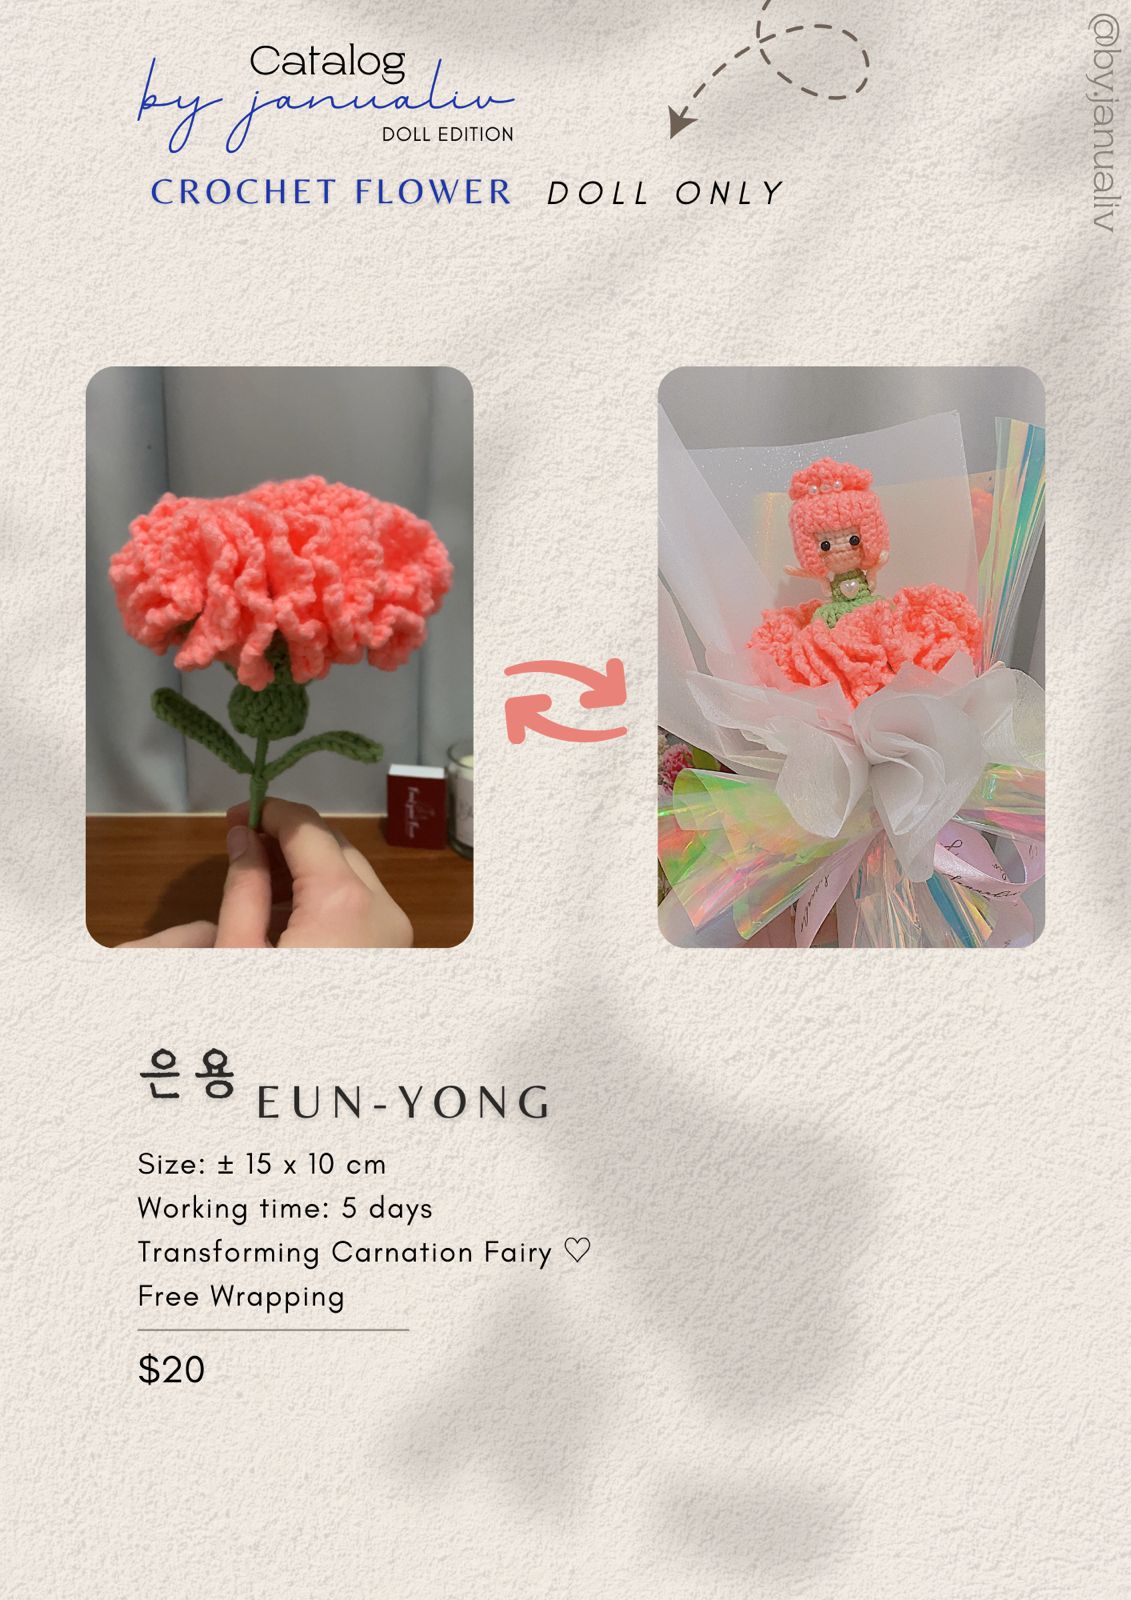 Catalog
by janualiv
DOLL EDITION
CROCHET FLOWER DOLL ONLY
@by.janualiv
은용 EUN-YONG
Size: ± 15 x 10 cm
Working time: 5 days
Transforming Carnation Fairy ♡
Free Wrapping
$20